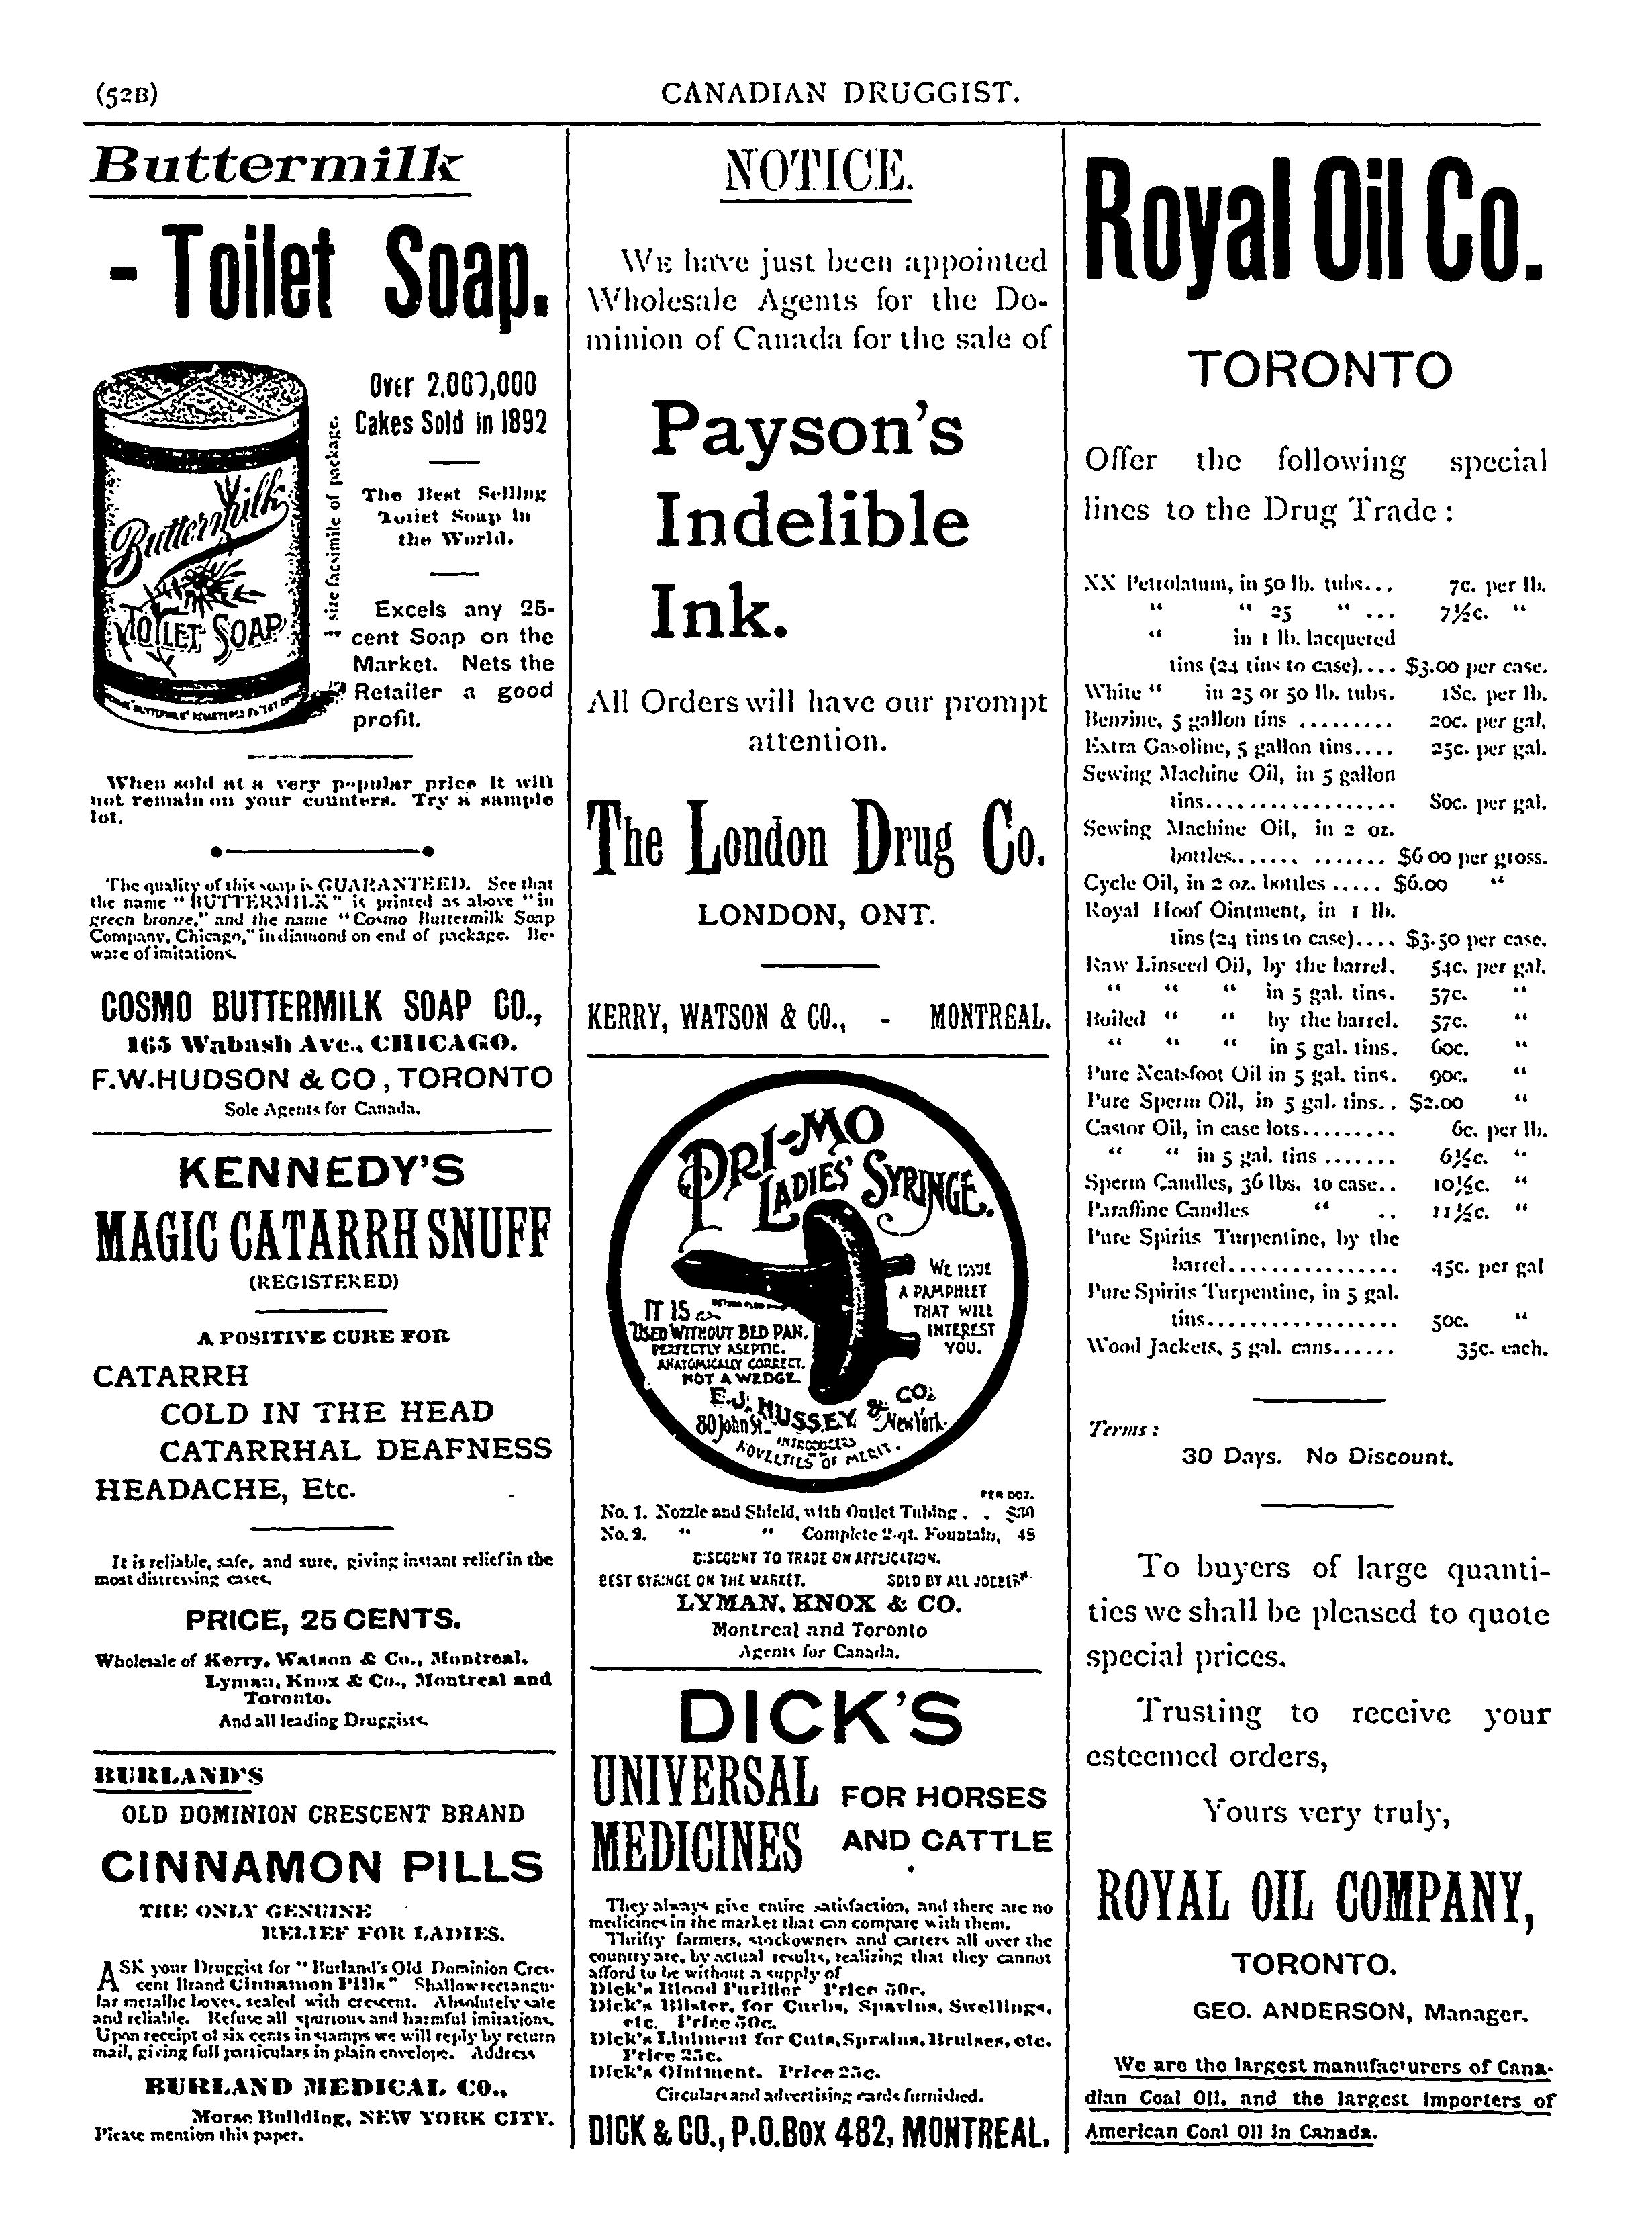 (52B)
CANADIAN DRUGGIST.
Buttermilk
- Toilet Soap.
Over 2,000,000
Cakes Sold in 1892
The Best Selling
Toilet Soap in
the World.
Excels any 25-
cent Soap on the
Market. Nets the
Retailer a good
profit.
size facsimile of package.
Buttermilk
TOILET SOAP
When sold at a very popular price it will
not remain on your counters. Try a sample
lot.
The quality of this soap is GUARANTEED. See that
the name "BUTTERMILK" is printed as above "in
green bronze," and the name "Cosmo Buttermilk Soap
Company, Chicago," in diamond on end of package. Be-
ware of imitations.
COSMO BUTTERMILK SOAP CO.,
165 Wabash Ave., CHICAGO.
F.W.HUDSON & CO, TORONTO
Sole Agents for Canada.
KENNEDY'S
MAGIC CATARRH SNUFF
(REGISTERED)
A POSITIVE CURE FOR
CATARRH
COLD IN THE HEAD
CATARRHAL DEAFNESS
HEADACHE, Etc.
It is reliable, safe, and sure, giving instant relief in the
most distressing cases.
PRICE, 25 CENTS.
Wholesale of Kerry, Watson & Co., Montreal.
Lyman, Knox & Co., Montreal and
Toronto.
And all leading Druggists.
BURLAND'S
OLD DOMINION CRESCENT BRAND
CINNAMON PILLS
THE ONLY GENUINE
RELIEF FOR LADIES.
ASK your Druggist for "Burland's Old Dominion Cres-
cent Brand Cinnamon Pills" Shallow rectangu-
lar metallic boxes, sealed with crescent. Absolutely safe
and reliable. Refuse all spurious and harmful imitations.
Upon receipt of six cents in stamps we will reply by return
mail, giving full particulars in plain envelope. Address
BURLAND MEDICAL CO.,
Morse Building, NEW YORK CITY.
Please mention this paper.
NOTICE.
WE have just been appointed
Wholesale Agents for the Do-
minion of Canada for the sale of
Payson's
Indelible
Ink.
All Orders will have our prompt
attention.
The London Drug Co.
LONDON, ONT.
KERRY, WATSON & CO., - MONTREAL.
PRI-MO
LADIES' SYRINGE.
WE ISSUE
A PAMPHLET
THAT WILL
INTEREST
YOU.
IT IS
USED WITHOUT BED PAN.
PERFECTLY ASEPTIC.
ANATOMICALLY CORRECT.
NOT A WEDGE.
E.J. HUSSEY & CO.
80 John St. New York.
INTRODUCERS
NOVELTIES OF MERIT.
PER DOZ.
No. 1. Nozzle and Shield, with Outlet Tubing . . $30
No. 2. " " Complete 2-qt. Fountain, 48
DISCOUNT TO TRADE ON APPLICATION.
BEST SYRINGE ON THE MARKET. SOLD BY ALL JOBBERS.
LYMAN, KNOX & CO.
Montreal and Toronto
Agents for Canada.
DICK'S
UNIVERSAL FOR HORSES
MEDICINES AND CATTLE
They always give entire satisfaction, and there are no
medicines in the market that can compare with them.
Thrifty farmers, stockowners and carters all over the
country are, by actual results, realizing that they cannot
afford to be without a supply of
Dick's Blood Purifier Price 50c.
Dick's Blister, for Curbs, Spavins, Swellings,
etc. Price 50c.
Dick's Liniment for Cuts, Sprains, Bruises, etc.
Price 25c.
Dick's Ointment. Price 25c.
Circulars and advertising cards furnished.
DICK & CO., P.O.Box 482, MONTREAL.
Royal Oil Co.
TORONTO
Offer the following special
lines to the Drug Trade:
XX Petrolatum, in 50 lb. tubs... 7c. per lb.
" " 25 " ... 7½c. "
" in 1 lb. lacquered
tins (24 tins to case).... $3.00 per case.
White " in 25 or 50 lb. tubs. 18c. per lb.
Benzine, 5 gallon tins ......... 20c. per gal.
Extra Gasoline, 5 gallon tins.... 25c. per gal.
Sewing Machine Oil, in 5 gallon
tins.................. 80c. per gal.
Sewing Machine Oil, in 2 oz.
bottles....... ....... $6 00 per gross.
Cycle Oil, in 2 oz. bottles ..... $6.00 "
Royal Hoof Ointment, in 1 lb.
tins (24 tins to case).... $3.50 per case.
Raw Linseed Oil, by the barrel. 54c. per gal.
" " " in 5 gal. tins. 57c. "
Boiled " " by the barrel. 57c. "
" " " in 5 gal. tins. 60c. "
Pure Neatsfoot Oil in 5 gal. tins. 90c. "
Pure Sperm Oil, in 5 gal. tins.. $2.00 "
Castor Oil, in case lots......... 6c. per lb.
" " in 5 gal. tins ....... 6½c. "
Sperm Candles, 36 lbs. to case.. 10½c. "
Paraffine Candles " .. 11½c. "
Pure Spirits Turpentine, by the
barrel................ 45c. per gal
Pure Spirits Turpentine, in 5 gal.
tins.................. 50c. "
Wood Jackets, 5 gal. cans...... 35c. each.
Terms:
30 Days. No Discount.
To buyers of large quanti-
ties we shall be pleased to quote
special prices.
Trusting to receive your
esteemed orders,
Yours very truly,
ROYAL OIL COMPANY,
TORONTO.
GEO. ANDERSON, Manager.
We are the largest manufacturers of Cana-
dian Coal Oil, and the largest importers of
American Coal Oil in Canada.